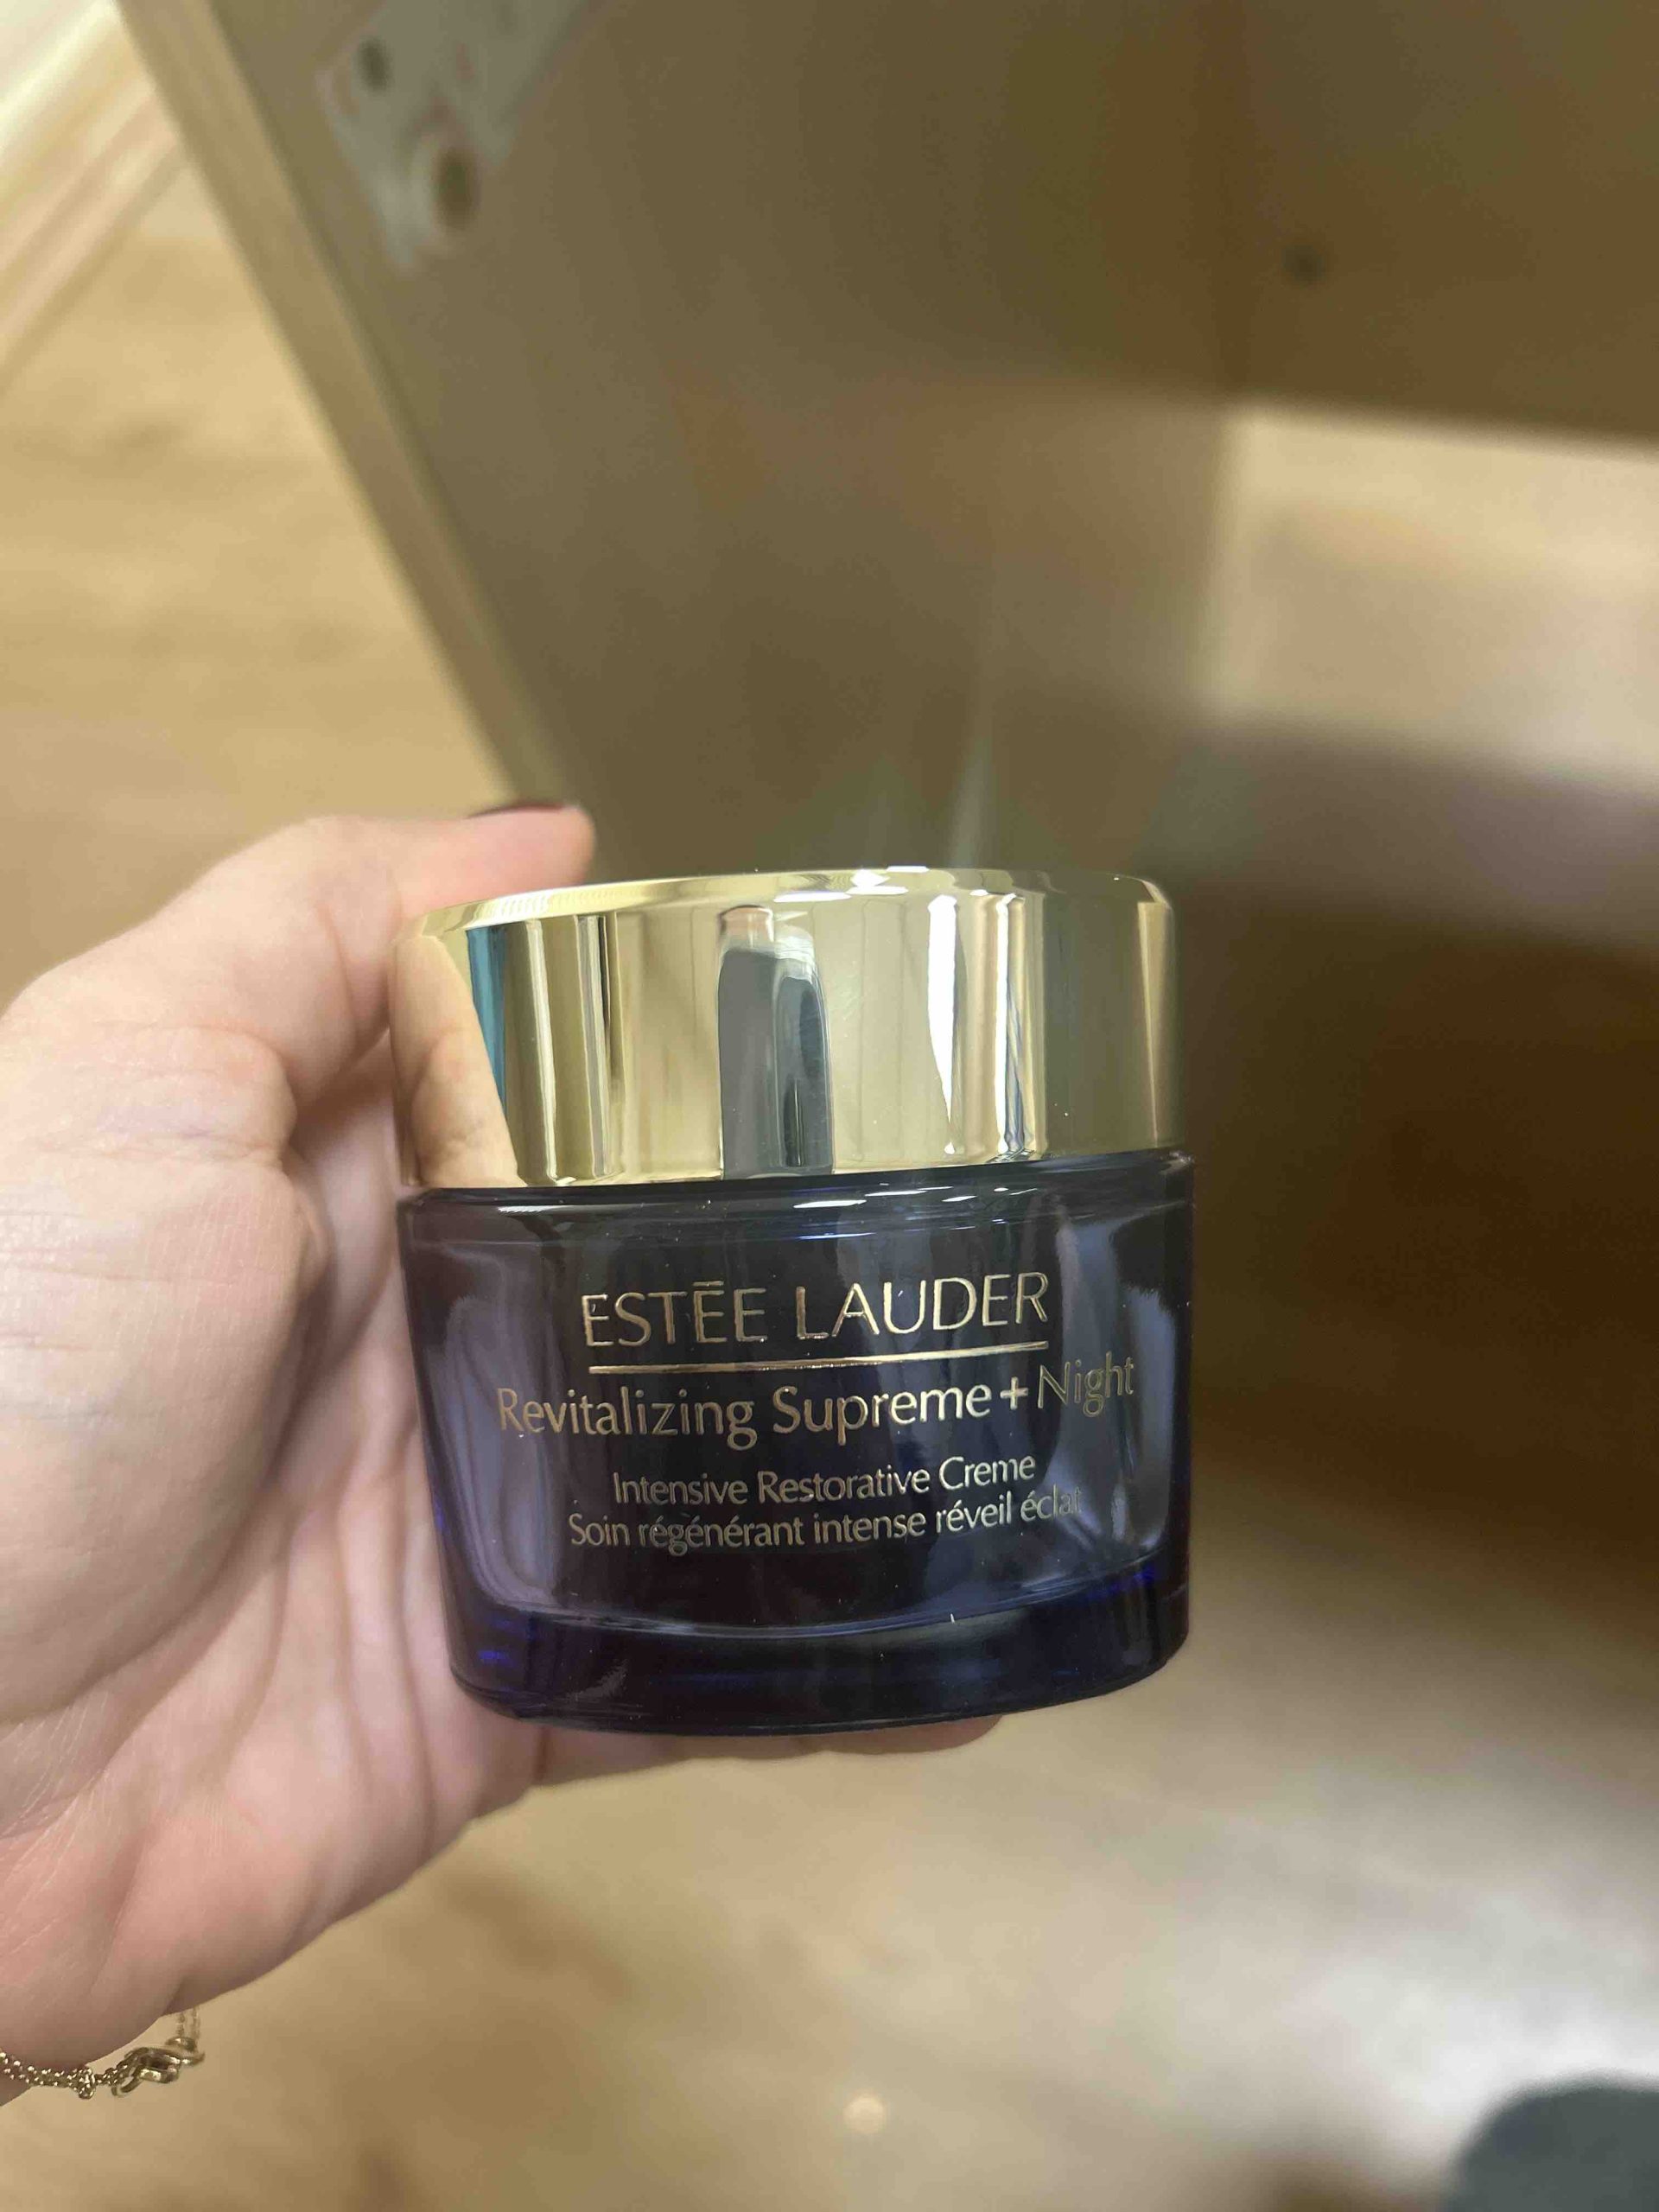 ESTĒE LAUDER
Revitalizing Supreme+ Night
Intensive Restorative Creme
Soin régénérant intense réveil éclat